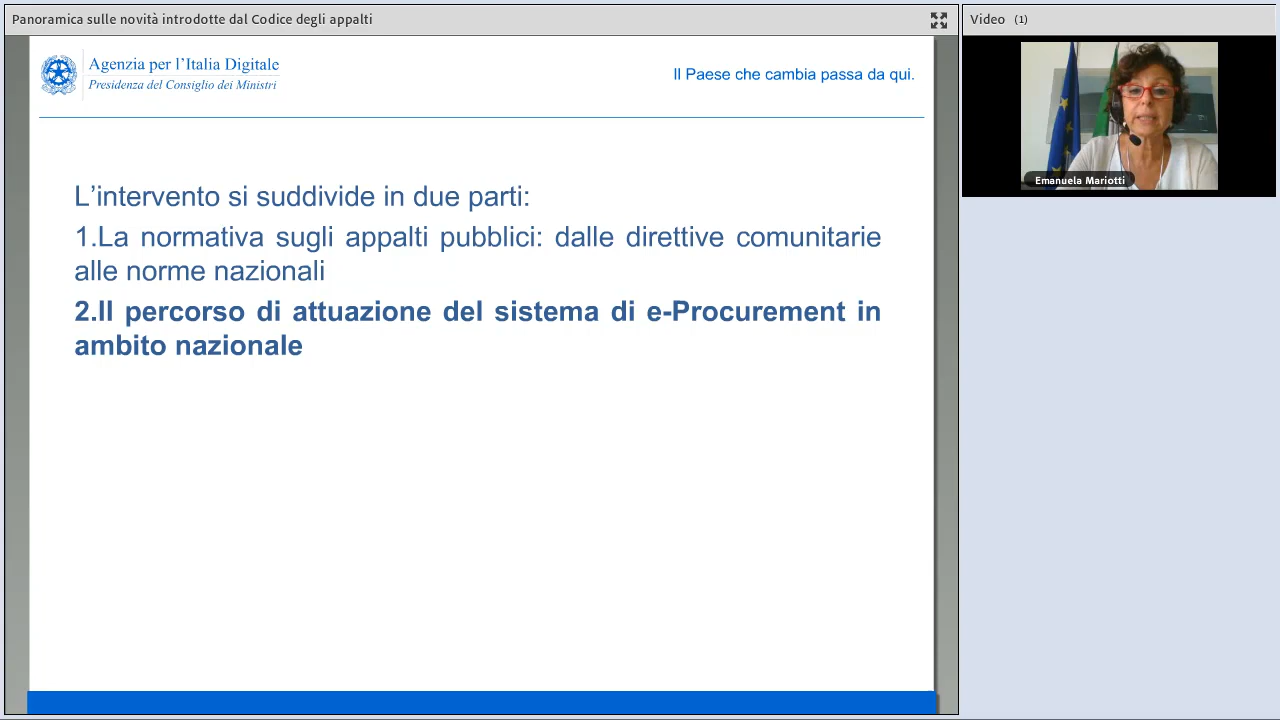 Panoramica sulle novità introdotte dal Codice degli appalti
Video (1)
Agenzia per l'Italia Digitale
Presidenza del Consiglio dei Ministri
Il Paese che cambia passa da qui.
Emanuela Mariotti
L’intervento si suddivide in due parti:
1.La normativa sugli appalti pubblici: dalle direttive comunitarie
alle norme nazionali
2.Il percorso di attuazione del sistema di e-Procurement in
ambito nazionale